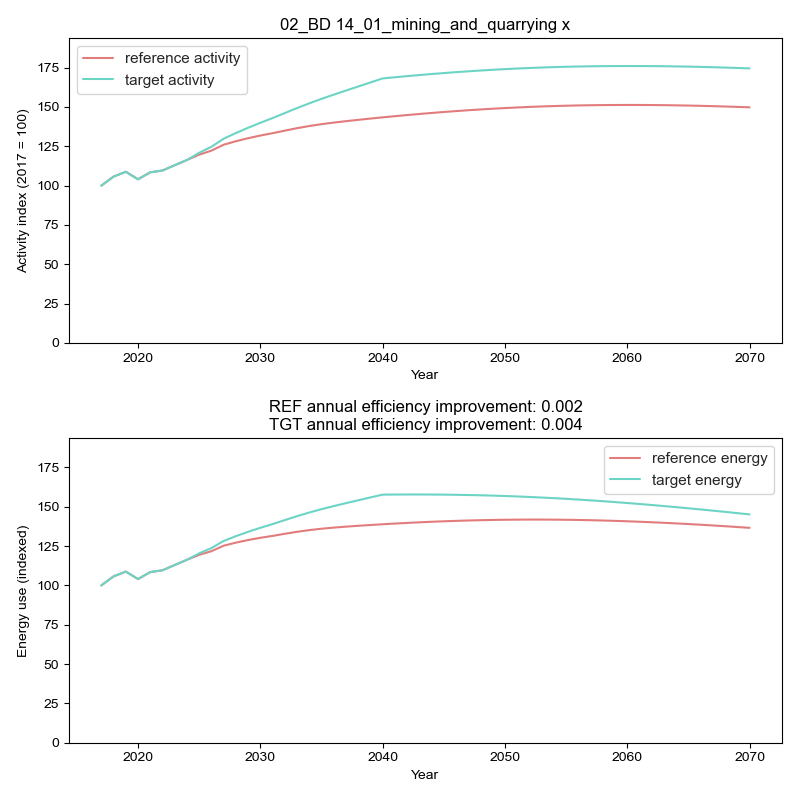 02_BD 14_01_mining_and_quarrying x
reference activity
target activity
Activity index (2017 = 100)
175
150
125
100
75
50
25
0
2020 2030 2040 2050 2060 2070
Year
REF annual efficiency improvement: 0.002
TGT annual efficiency improvement: 0.004
reference energy
target energy
Energy use (indexed)
175
150
125
100
75
50
25
0
2020 2030 2040 2050 2060 2070
Year